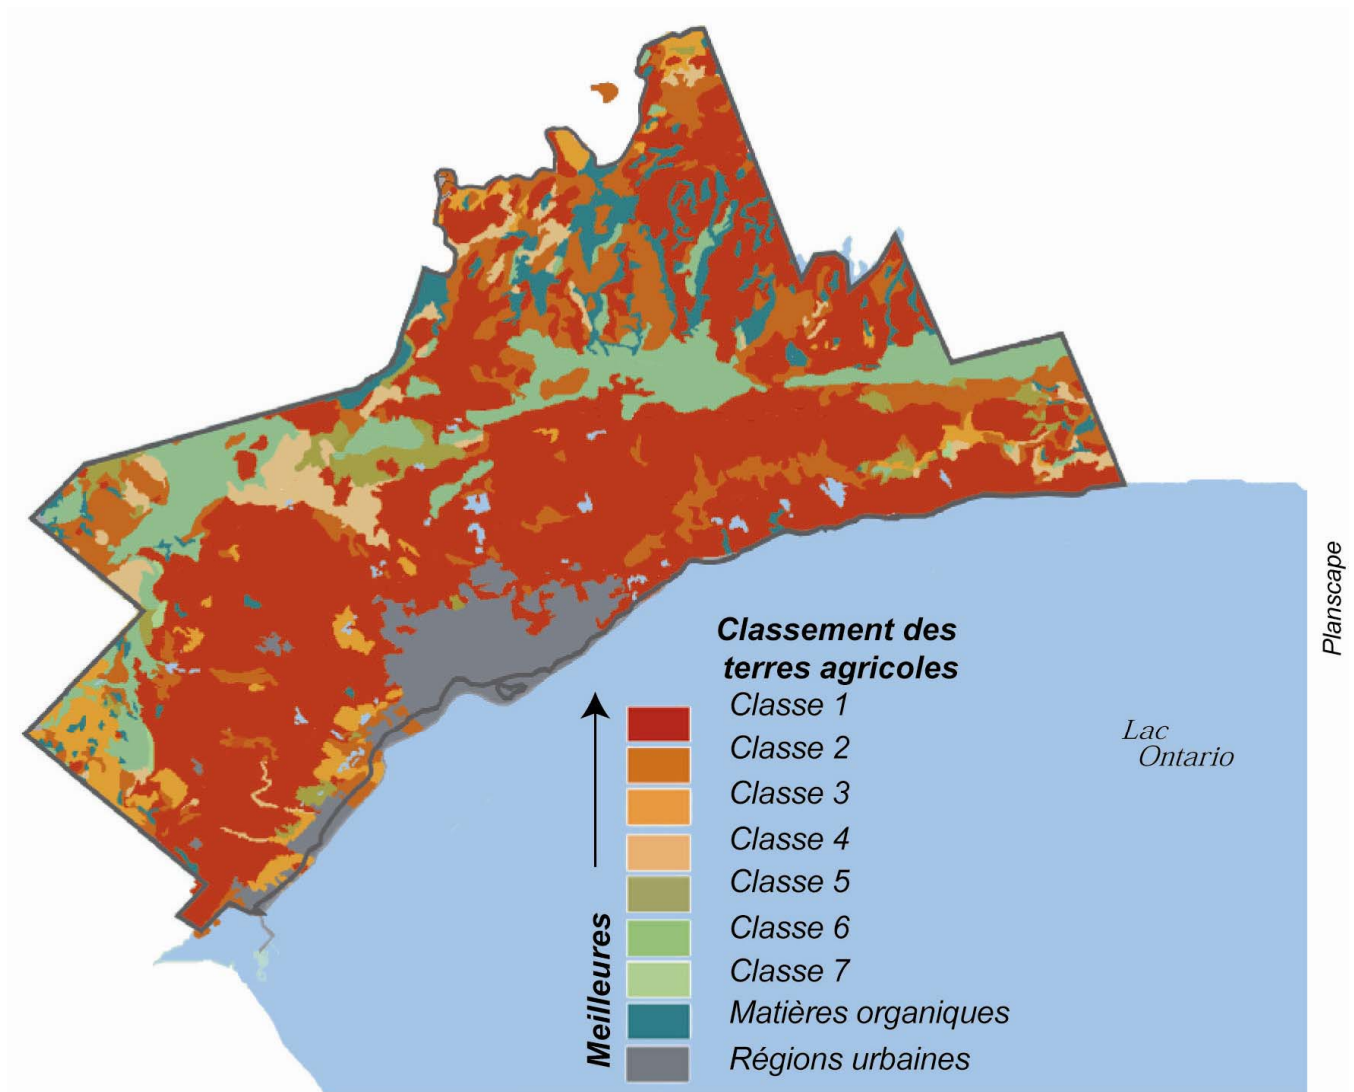 Classement des
terres agricoles
Classe 1
Classe 2
Classe 3
Classe 4
Classe 5
Classe 6
Classe 7
Matières organiques
Régions urbaines
Meilleures
Lac
Ontario
Planscape